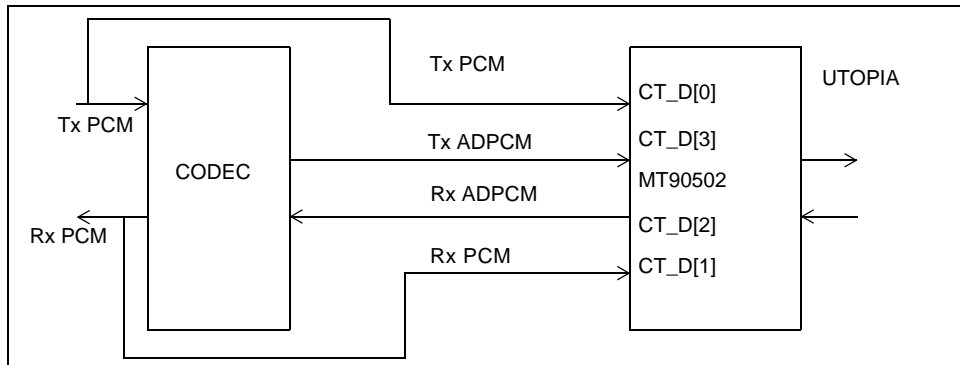 Tx PCM
UTOPIA
CT_D[0]
Tx PCM
Tx ADPCM
CT_D[3]
CODEC
MT90502
Rx ADPCM
CT_D[2]
Rx PCM
Rx PCM
CT_D[1]